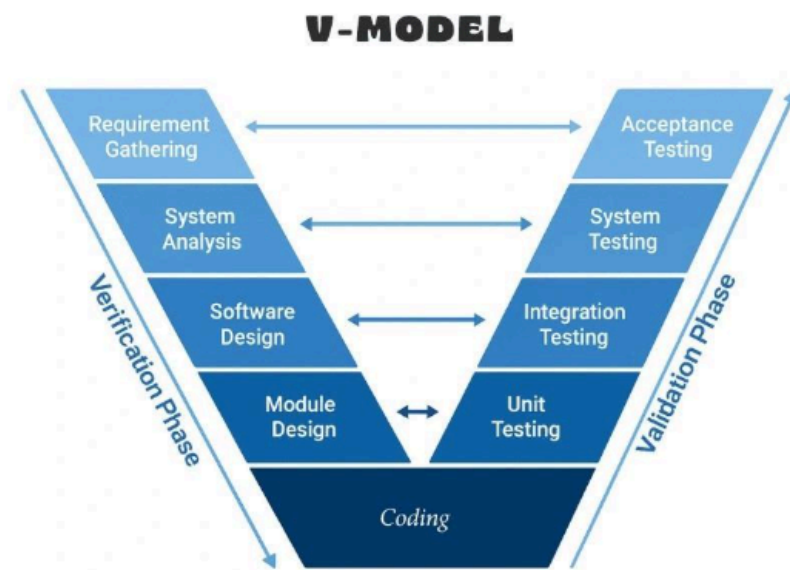 V-MODEL
Requirement
Gathering
Acceptance
Testing
System
Analysis
System
Testing
Software
Design
Integration
Testing
Module
Design
Unit
Testing
Coding
Verification Phase
Validation Phase